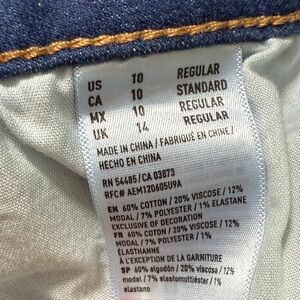 US 10 REGULAR
CA 10 STANDARD
MX 10 REGULAR
UK 14 REGULAR
MADE IN CHINA / FABRIQUÉ EN CHINE /
HECHO EN CHINA
RN 54485/CA 03873
RFC# AEM120605U9A
EN 60% COTTON / 20% VISCOSE / 12%
MODAL / 7% POLYESTER / 1% ELASTANE
EXCLUSIVE OF DECORATION
FR 60% COTON / 20% VISCOSE / 12%
MODAL / 7% POLYESTER / 1%
ÉLASTHANNE
À L'EXCEPTION DE LA GARNITURE
SP 60% algodón / 20% viscosa / 12%
modal / 7% elastomultiéster / 1%
elastano